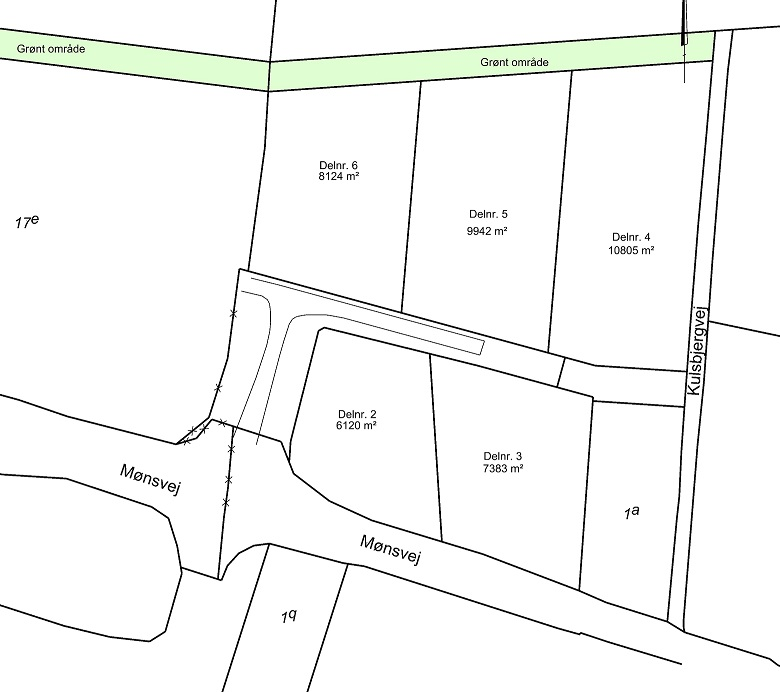 Grønt område
Grønt område
Delnr. 6
8124 m²
Delnr. 5
9942 m²
Delnr. 4
10805 m²
17e
Kulsbjergvej
Delnr. 2
6120 m²
Delnr. 3
7383 m²
Mønsvej
1a
Mønsvej
1q